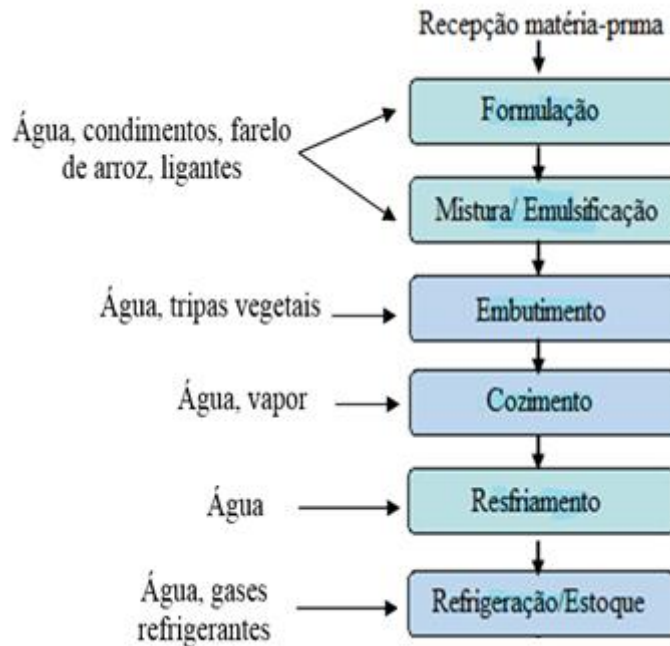 Recepção matéria-prima
Formulação
Água, condimentos, farelo
de arroz, ligantes
Mistura/ Emulsificação
Água, tripas vegetais
Embutimento
Água, vapor
Cozimento
Água
Resfriamento
Água, gases
refrigerantes
Refrigeração/Estoque